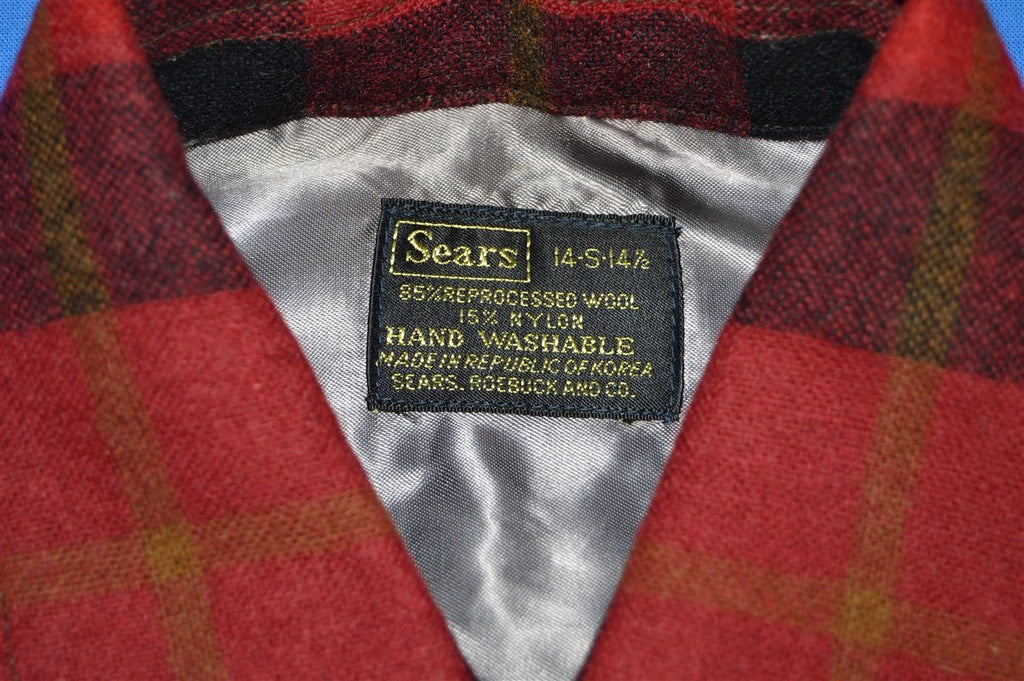 Sears 14-S-14½
85% REPROCESSED WOOL
15% NYLON
HAND WASHABLE
MADE IN REPUBLIC OF KOREA
SEARS, ROEBUCK AND CO.